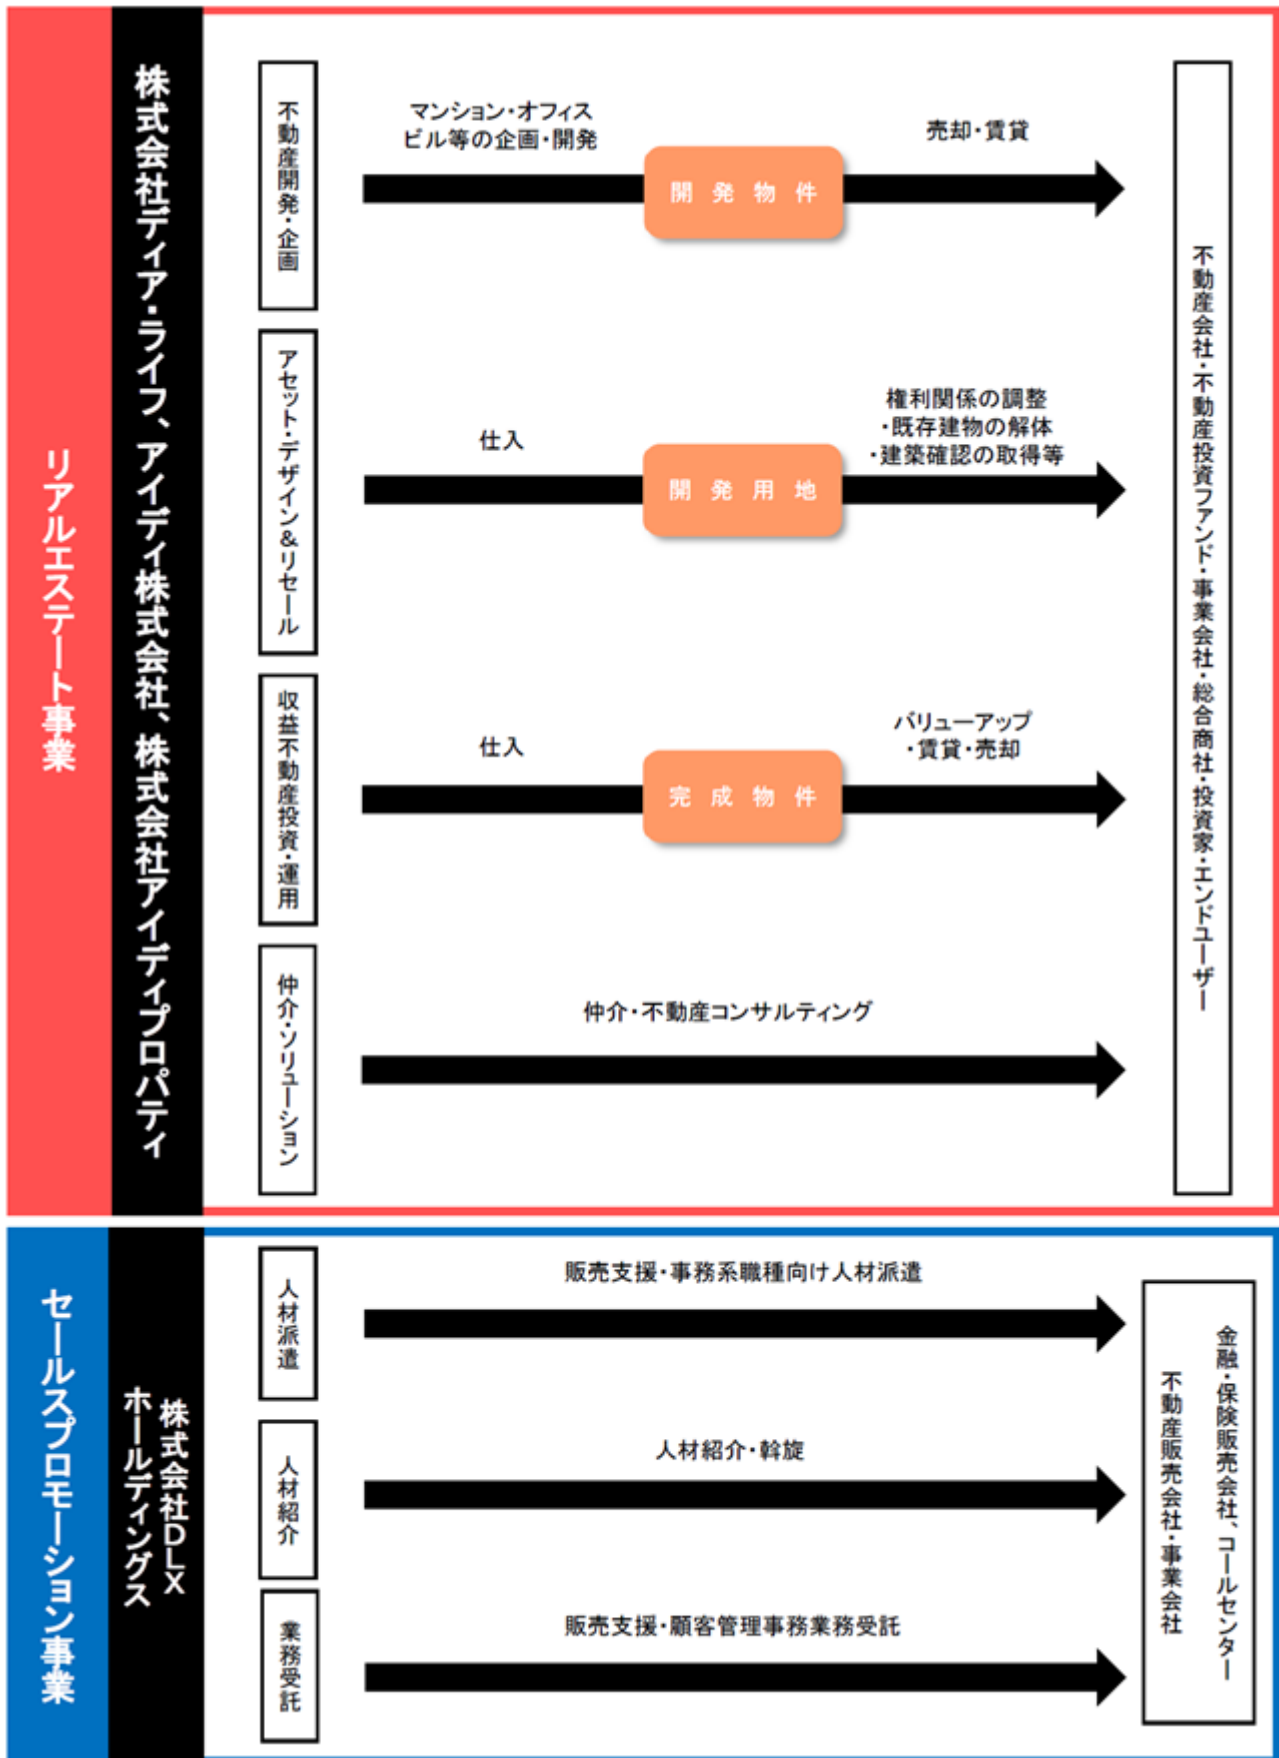 リアルエステート事業
株式会社ディア・ライフ、アイディ株式会社、株式会社アイディプロパティ
不動産開発・企画
マンション・オフィス
ビル等の企画・開発
開発物件
売却・賃貸
アセット・デザイン＆リセール
仕入
開発用地
権利関係の調整
・既存建物の解体
・建築確認の取得等
収益不動産投資・運用
仕入
完成物件
バリューアップ
・賃貸・売却
仲介・ソリューション
仲介・不動産コンサルティング
不動産会社・不動産投資ファンド・事業会社・総合商社・投資家・エンドユーザー
セールスプロモーション事業
株式会社DLX
ホールディングス
人材派遣
販売支援・事務系職種向け人材派遣
人材紹介
人材紹介・斡旋
業務受託
販売支援・顧客管理事務業務受託
金融・保険販売会社、コールセンター
不動産販売会社・事業会社